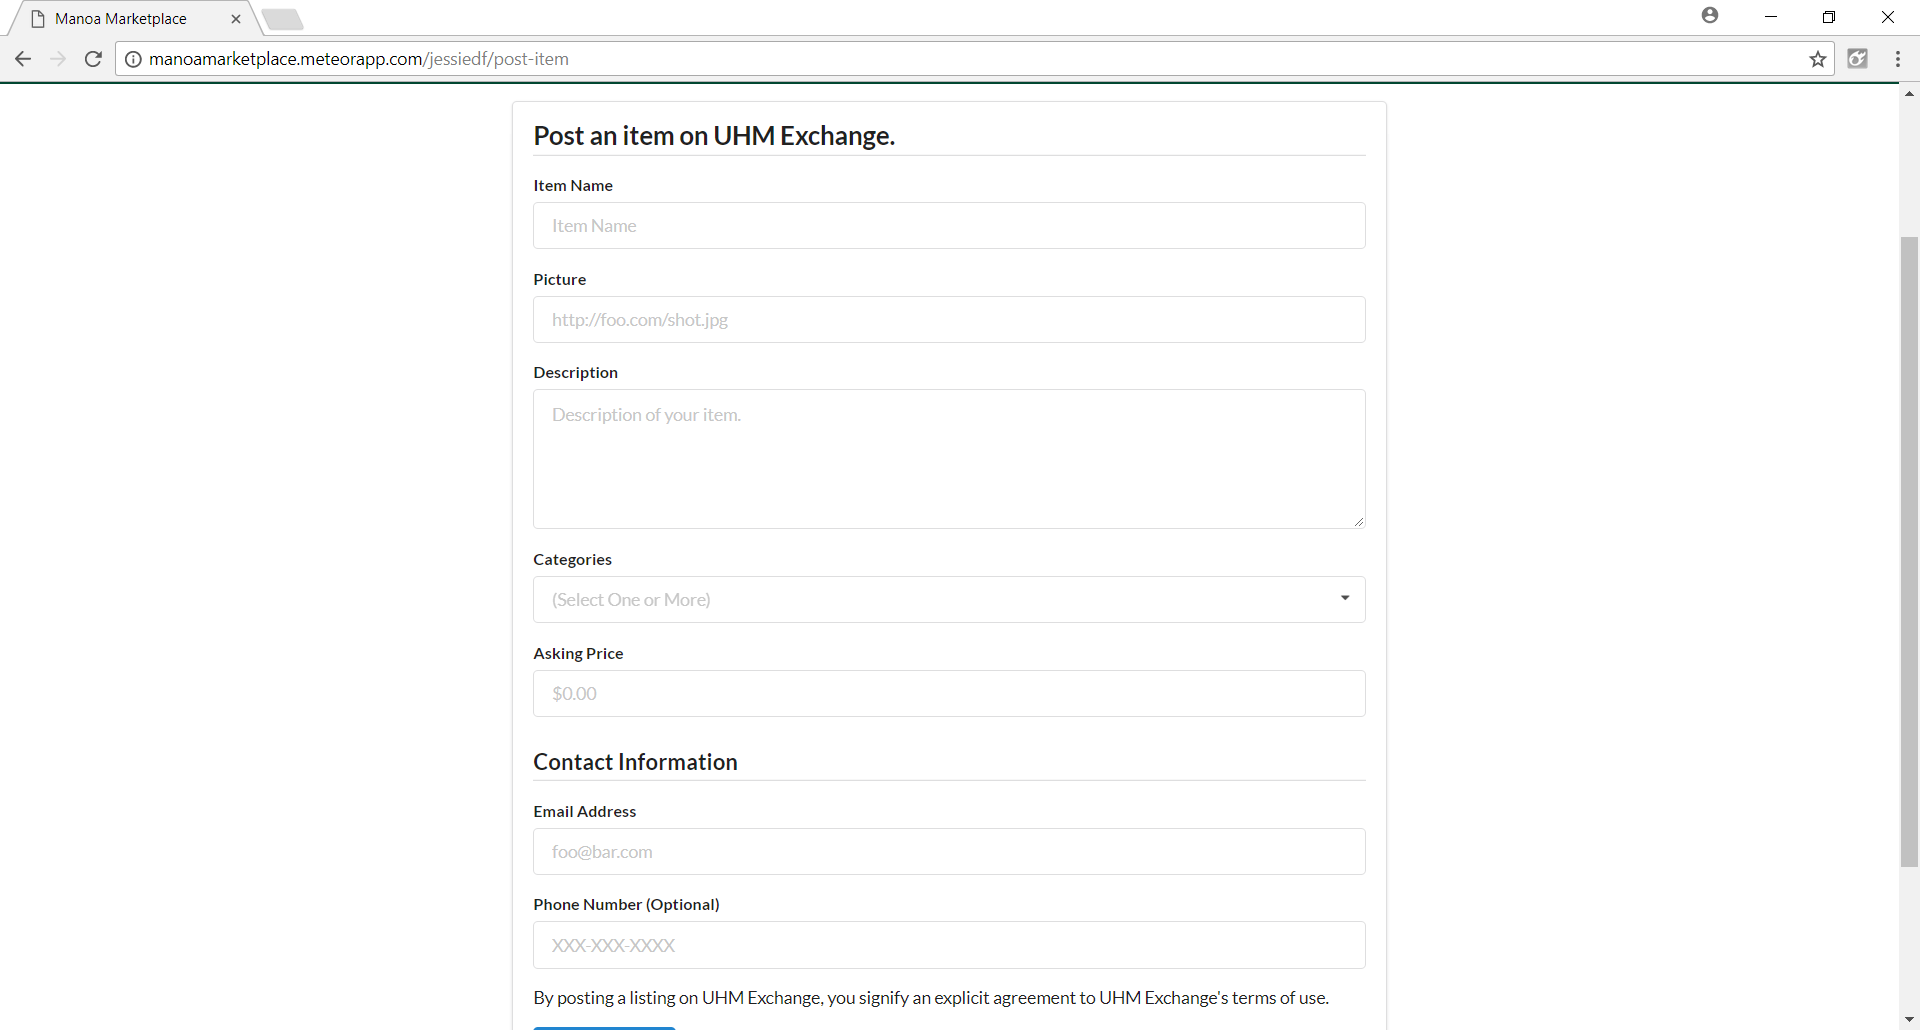 Manoa Marketplace
manoamarketplace.meteorapp.com/jessiedf/post-item
Post an item on UHM Exchange.
Item Name
Item Name
Picture
http://foo.com/shot.jpg
Description
Description of your item.
Categories
(Select One or More)
Asking Price
$0.00
Contact Information
Email Address
foo@bar.com
Phone Number (Optional)
XXX-XXX-XXXX
By posting a listing on UHM Exchange, you signify an explicit agreement to UHM Exchange's terms of use.